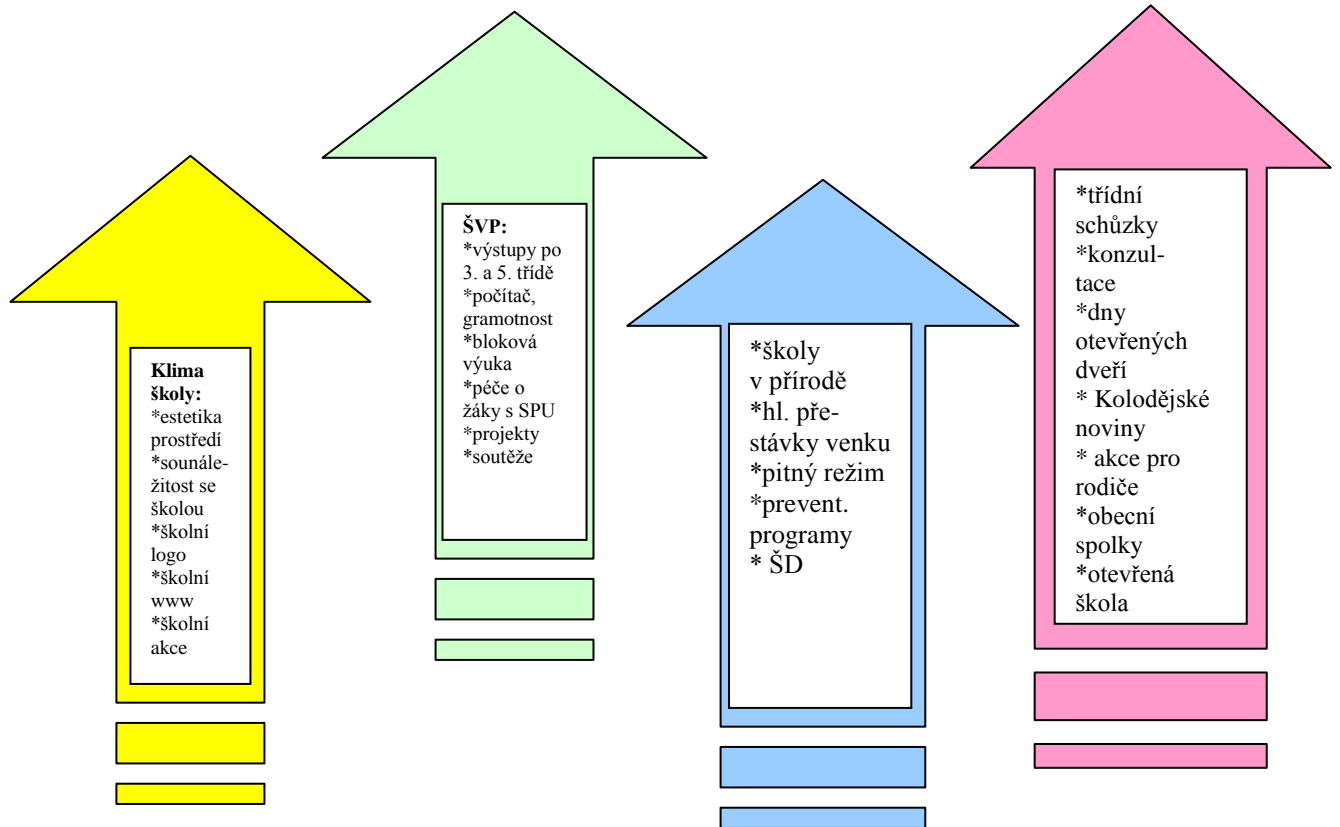 Klima
školy:
*estetika
prostředí
*sounále-
žitost se
školou
*školní
logo
*školní
www
*školní
akce
ŠVP:
*výstupy po
3. a 5. třídě
*počítač,
gramotnost
*bloková
výuka
*péče o
žáky s SPU
*projekty
*soutěže
*školy
v přírodě
*hl. pře-
stávky venku
*pitný režim
*prevent.
programy
* ŠD
*třídní
schůzky
*konzul-
tace
*dny
otevřených
dveří
* Kolodějské
noviny
* akce pro
rodiče
*obecní
spolky
*otevřená
škola